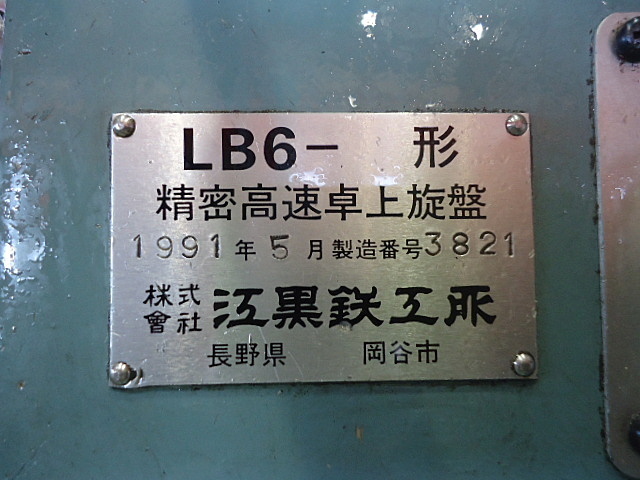 LB6− 形
精密高速卓上旋盤
1991年5月製造番号3821
株式會社 江黒鉄工所
長野県 岡谷市